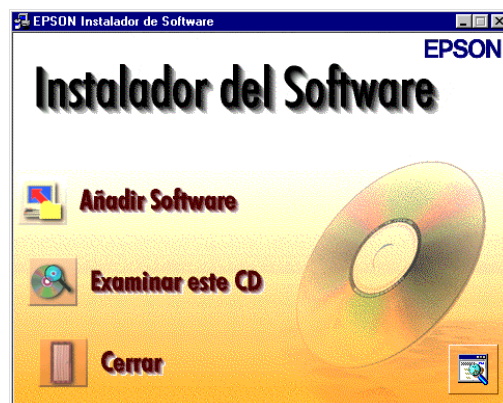 EPSON Instalador de Software
EPSON
Instalador del Software
Añadir Software
Examinar este CD
Cerrar